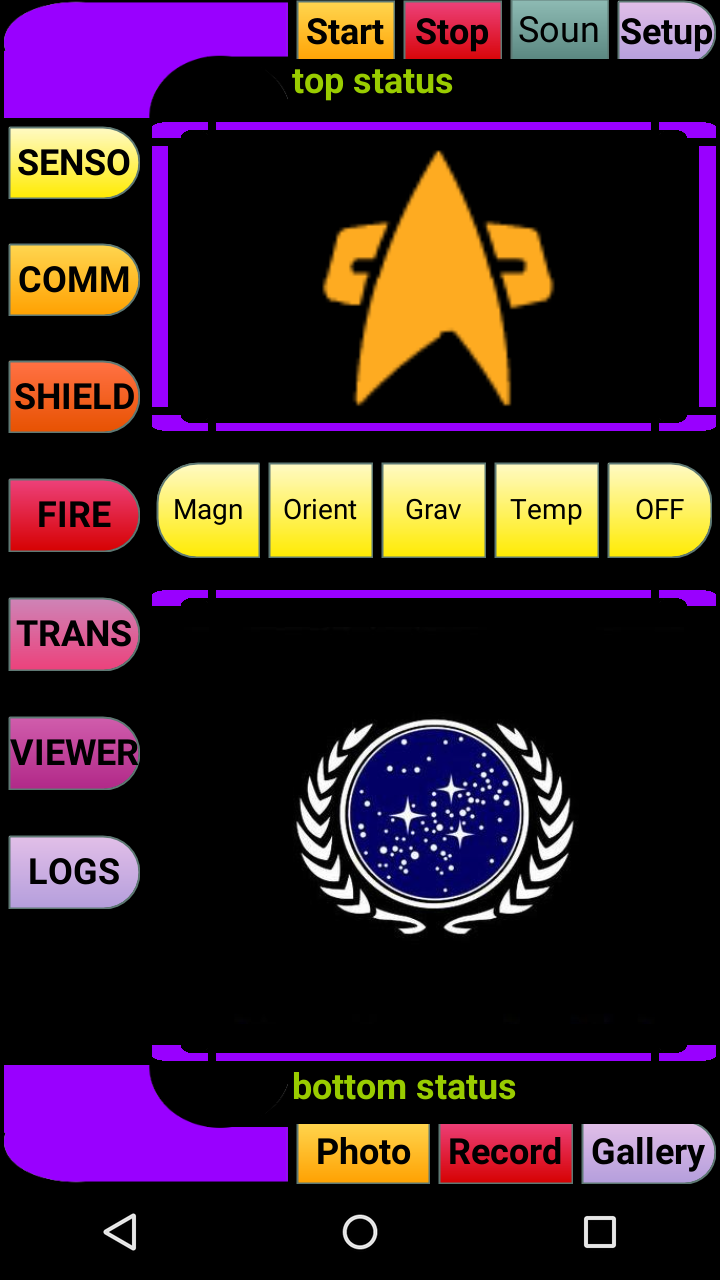 Start Stop Soun Setup
top status
SENSO
COMM
SHIELD
FIRE
Magn Orient Grav Temp OFF
TRANS
VIEWER
LOGS
bottom status
Photo Record Gallery